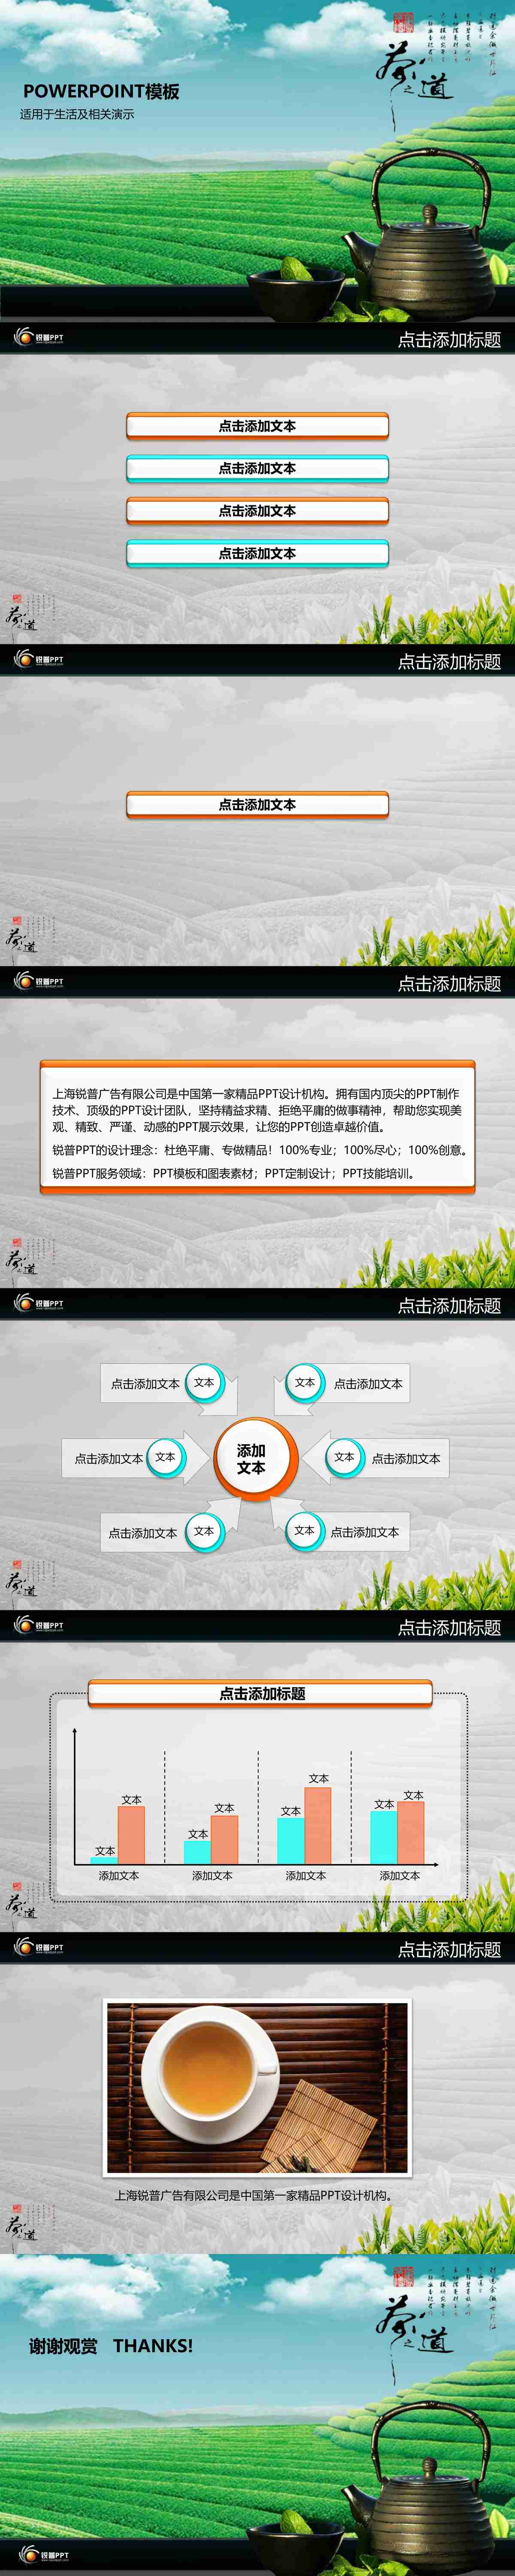 茶之道
POWERPOINT模板
适用于生活及相关演示
锐普PPT
点击添加标题
点击添加文本
点击添加文本
点击添加文本
点击添加文本
茶之道
锐普PPT
点击添加标题
点击添加文本
茶之道
锐普PPT
点击添加标题
上海锐普广告有限公司是中国第一家精品PPT设计机构。拥有国内顶尖的PPT制作
技术、顶级的PPT设计团队，坚持精益求精、拒绝平庸的做事精神，帮助您实现美
观、精致、严谨、动感的PPT展示效果，让您的PPT创造卓越价值。
锐普PPT的设计理念：杜绝平庸、专做精品！100%专业；100%尽心；100%创意。
锐普PPT服务领域：PPT模板和图表素材；PPT定制设计；PPT技能培训。
茶之道
锐普PPT
点击添加标题
点击添加文本 文本 文本 点击添加文本
添加
文本
点击添加文本 文本 文本 点击添加文本
点击添加文本 文本 文本 点击添加文本
茶之道
锐普PPT
点击添加标题
点击添加标题
文本 文本 文本 文本 文本 文本 文本 文本
添加文本 添加文本 添加文本 添加文本
茶之道
锐普PPT
点击添加标题
上海锐普广告有限公司是中国第一家精品PPT设计机构。
茶之道
茶之道
谢谢观赏 THANKS!
锐普PPT